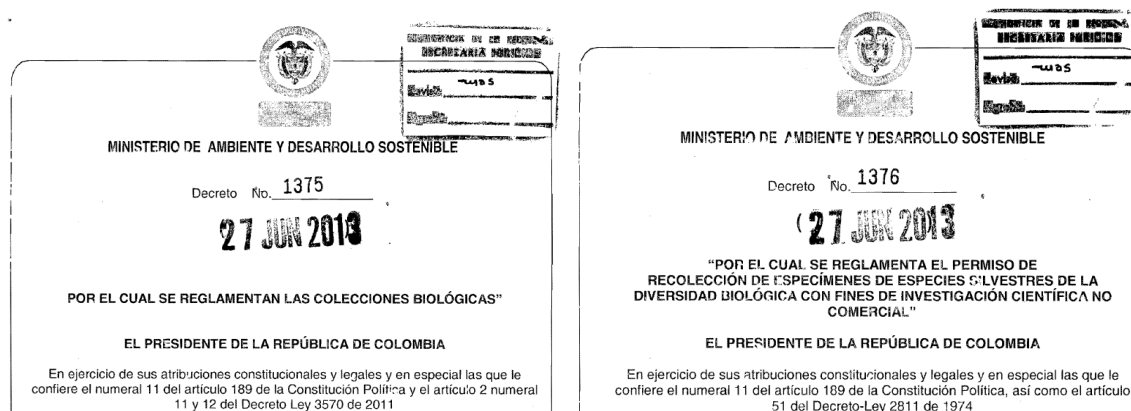 MINISTERIO DE AMBIENTE Y DESARROLLO SOSTENIBLE
Decreto No. 1375
27 JUN 2013
POR EL CUAL SE REGLAMENTAN LAS COLECCIONES BIOLÓGICAS"
EL PRESIDENTE DE LA REPÚBLICA DE COLOMBIA
En ejercicio de sus atribuciones constitucionales y legales y en especial las que le
confiere el numeral 11 del artículo 189 de la Constitución Política y el artículo 2 numeral
11 y 12 del Decreto Ley 3570 de 2011
SECRETARIA JURIDICA
MINISTERIO DE AMBIENTE Y DESARROLLO SOSTENIBLE
Decreto No. 1376
( 27 JUN 2013
"POR EL CUAL SE REGLAMENTA EL PERMISO DE
RECOLECCIÓN DE ESPECÍMENES DE ESPECIES SILVESTRES DE LA
DIVERSIDAD BIOLÓGICA CON FINES DE INVESTIGACIÓN CIENTÍFICA NO
COMERCIAL"
EL PRESIDENTE DE LA REPÚBLICA DE COLOMBIA
En ejercicio de sus atribuciones constitucionales y legales y en especial las que le
confiere el numeral 11 del artículo 189 de la Constitución Política, así como el artículo
51 del Decreto-Ley 2811 de 1974